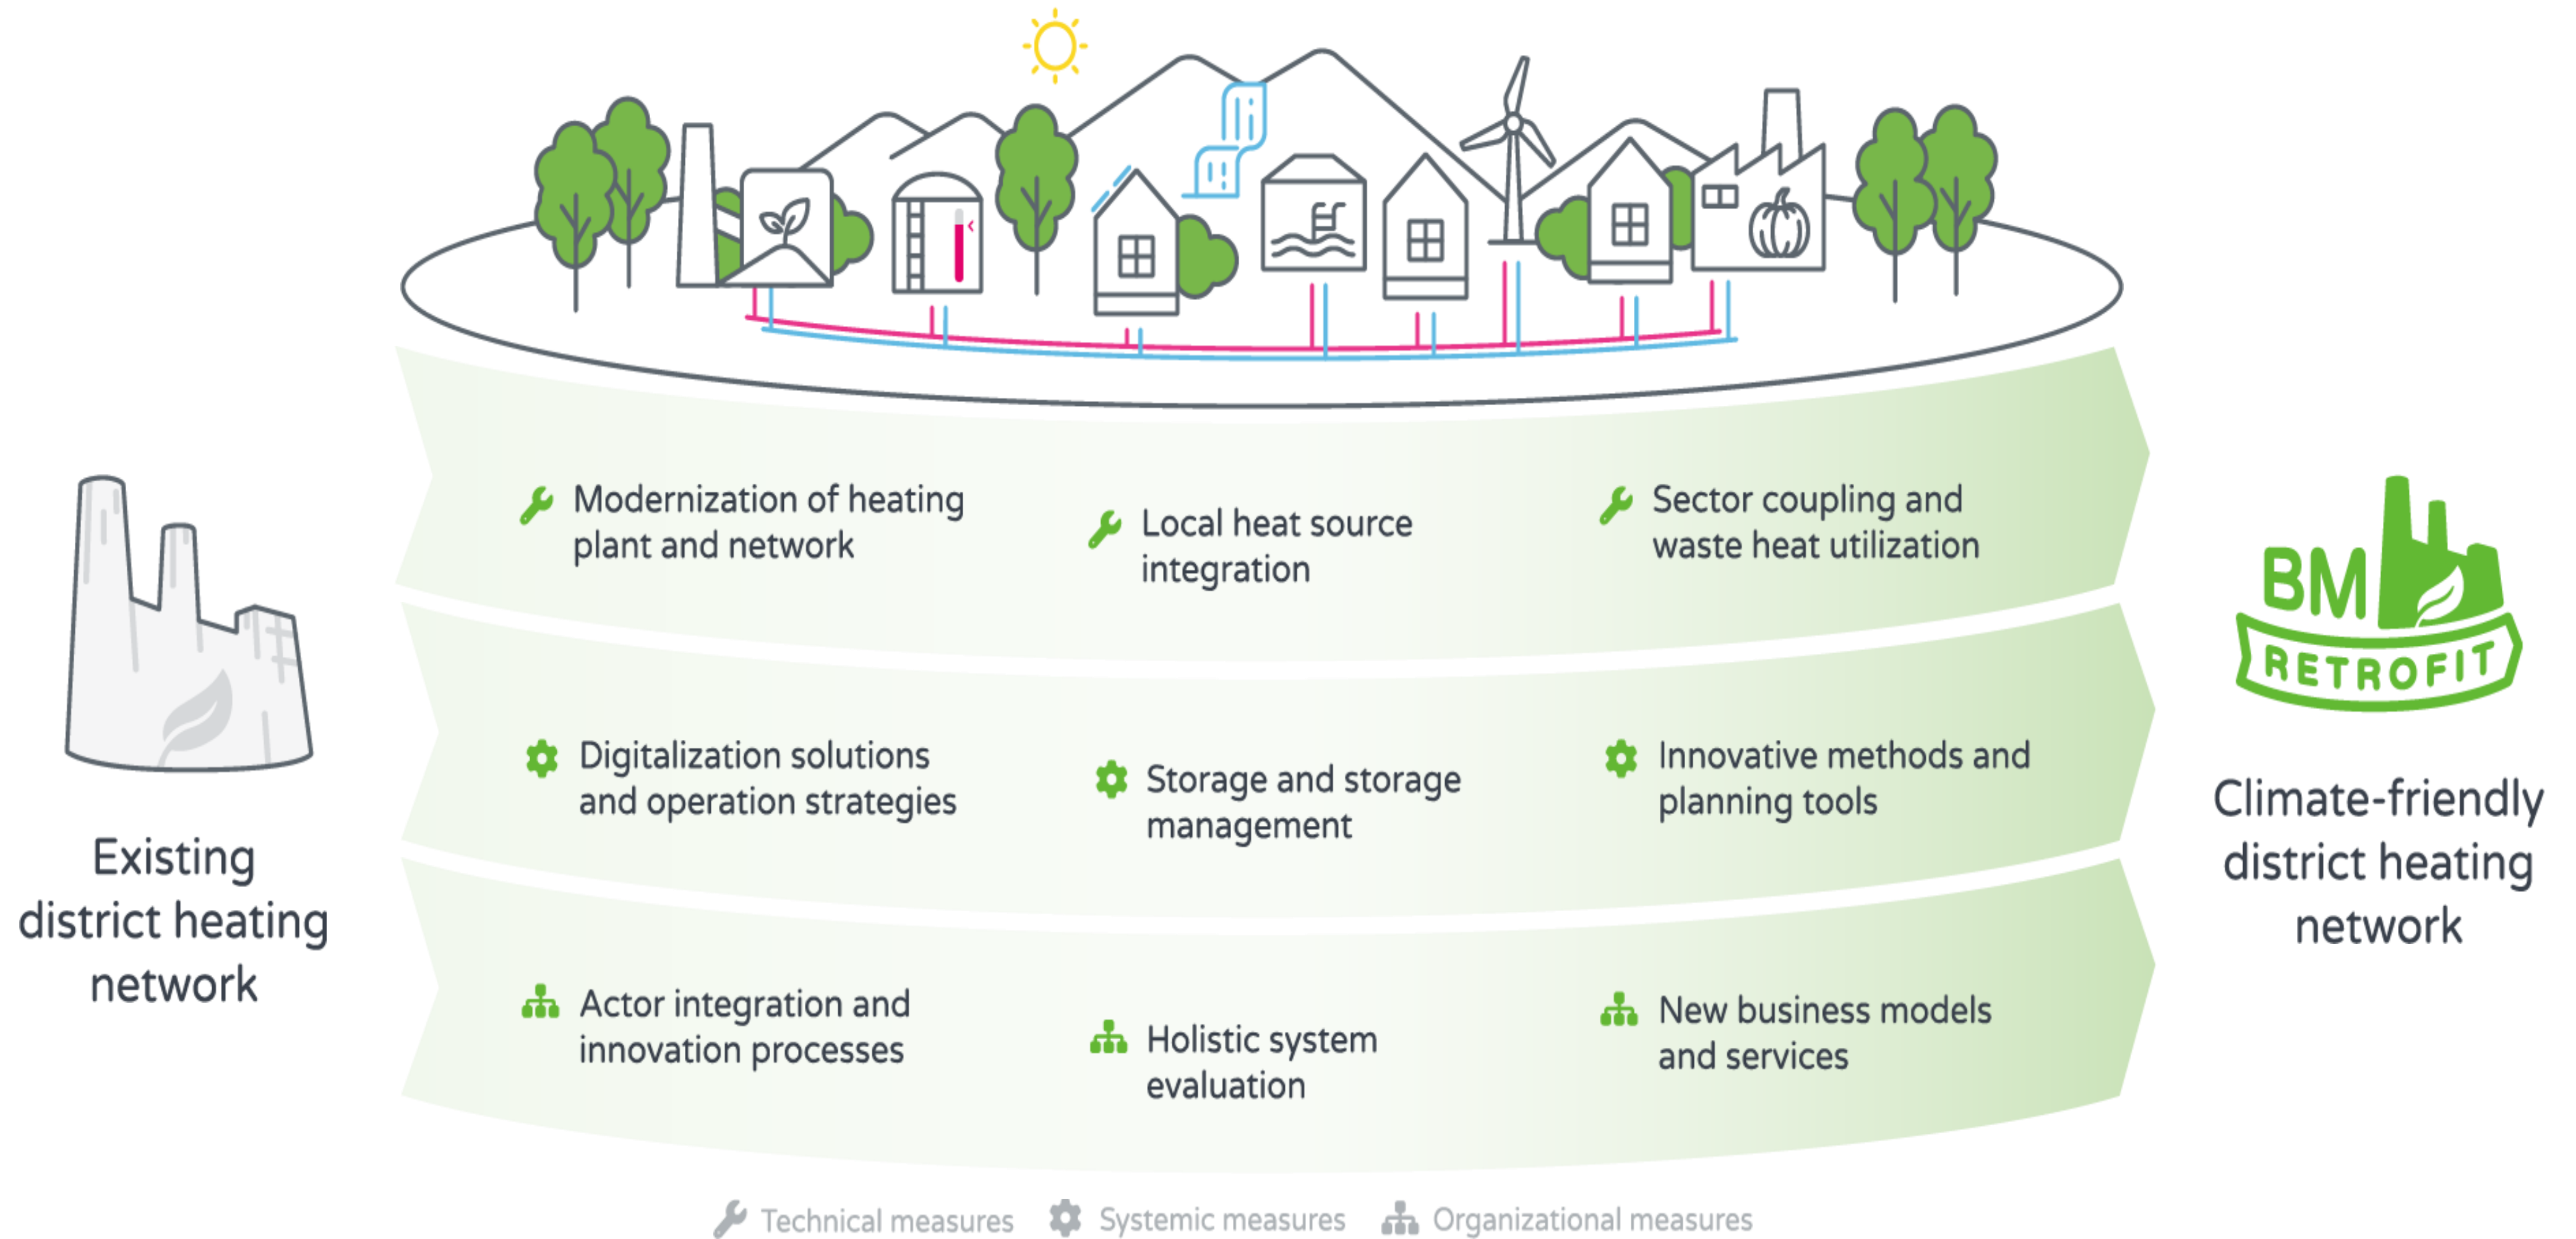 Modernization of heating
plant and network
Local heat source
integration
Sector coupling and
waste heat utilization
Digitalization solutions
and operation strategies
Storage and storage
management
Innovative methods and
planning tools
Actor integration and
innovation processes
Holistic system
evaluation
New business models
and services
Existing
district heating
network
BM
RETROFIT
Climate-friendly
district heating
network
Technical measures
Systemic measures
Organizational measures